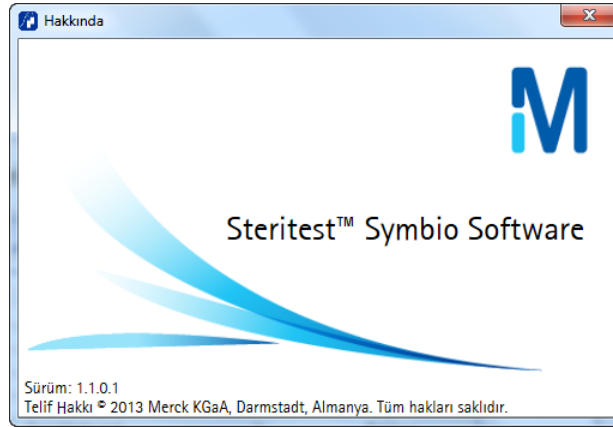 Hakkında
M
Steritest™ Symbio Software
Sürüm: 1.1.0.1
Telif Hakkı © 2013 Merck KGaA, Darmstadt, Almanya. Tüm hakları saklıdır.